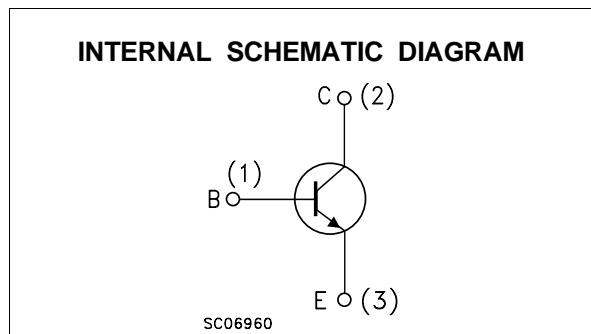 INTERNAL SCHEMATIC DIAGRAM
C (2)
(1)
B
E (3)
SC06960